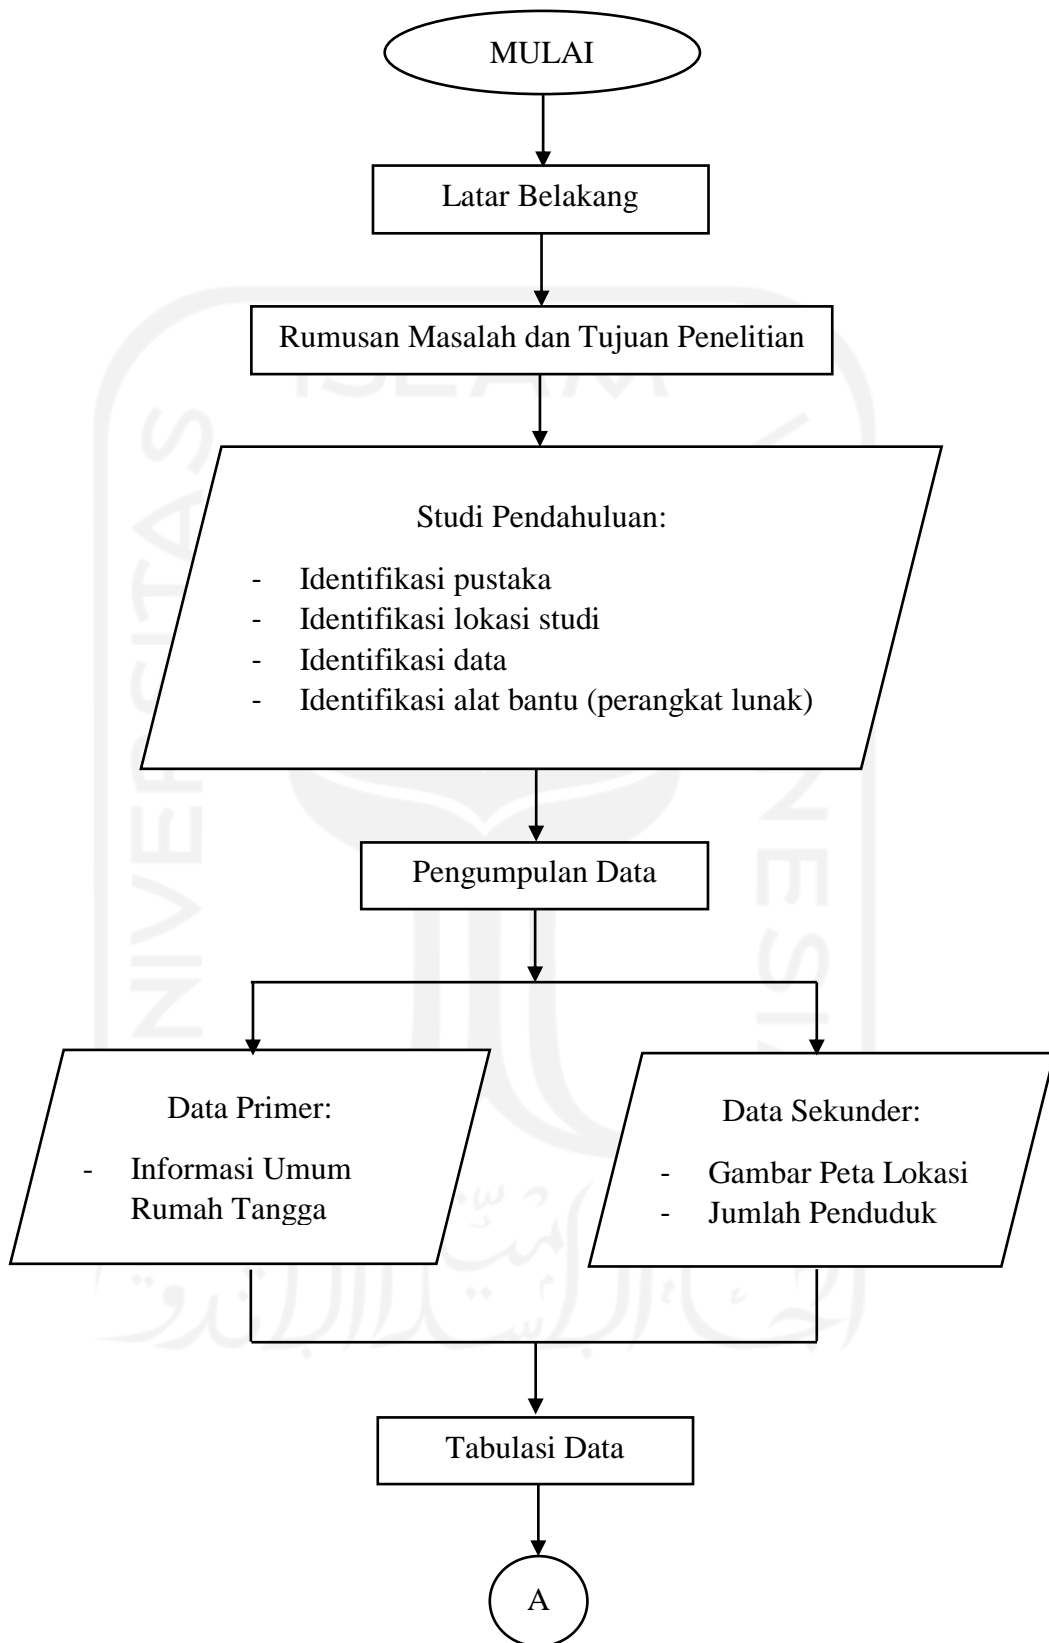 MULAI
Latar Belakang
Rumusan Masalah dan Tujuan Penelitian
Studi Pendahuluan:
- Identifikasi pustaka
- Identifikasi lokasi studi
- Identifikasi data
- Identifikasi alat bantu (perangkat lunak)
Pengumpulan Data
Data Primer:
- Informasi Umum
Rumah Tangga
Data Sekunder:
- Gambar Peta Lokasi
- Jumlah Penduduk
Tabulasi Data
A